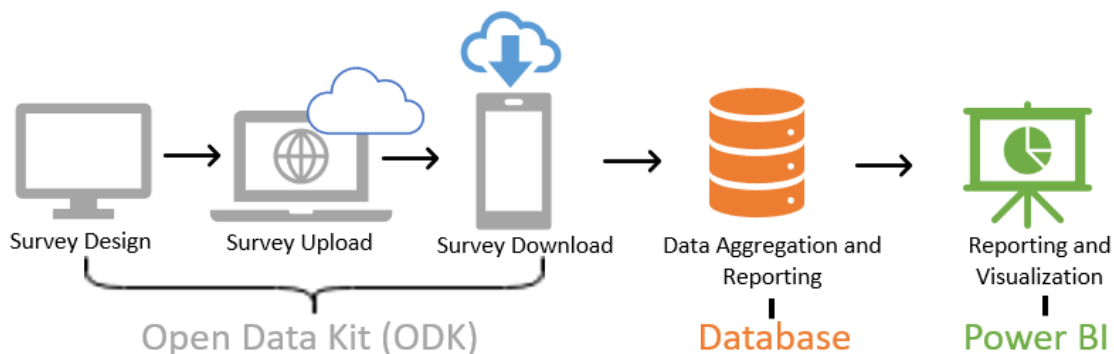 Survey Design
Survey Upload
Survey Download
Data Aggregation and
Reporting
Reporting and
Visualization
Open Data Kit (ODK)
Database
Power BI